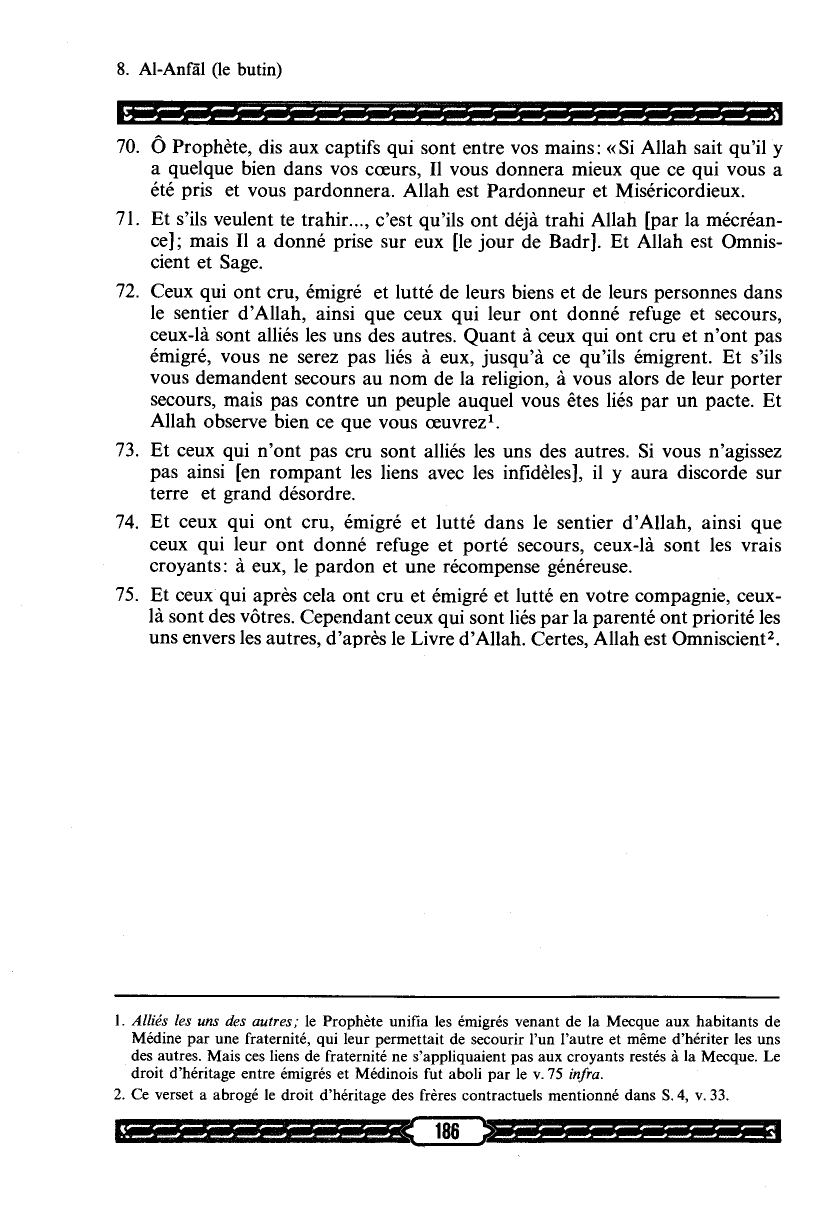 8. Al-Anfāl (le butin)
70. Ô Prophète, dis aux captifs qui sont entre vos mains: «Si Allah sait qu'il y
a quelque bien dans vos cœurs, Il vous donnera mieux que ce qui vous a
été pris et vous pardonnera. Allah est Pardonneur et Miséricordieux.
71. Et s'ils veulent te trahir..., c'est qu'ils ont déjà trahi Allah [par la mécréan-
ce]; mais Il a donné prise sur eux [le jour de Badr]. Et Allah est Omnis-
cient et Sage.
72. Ceux qui ont cru, émigré et lutté de leurs biens et de leurs personnes dans
le sentier d'Allah, ainsi que ceux qui leur ont donné refuge et secours,
ceux-là sont alliés les uns des autres. Quant à ceux qui ont cru et n'ont pas
émigré, vous ne serez pas liés à eux, jusqu'à ce qu'ils émigrent. Et s'ils
vous demandent secours au nom de la religion, à vous alors de leur porter
secours, mais pas contre un peuple auquel vous êtes liés par un pacte. Et
Allah observe bien ce que vous œuvrez¹.
73. Et ceux qui n'ont pas cru sont alliés les uns des autres. Si vous n'agissez
pas ainsi [en rompant les liens avec les infidèles], il y aura discorde sur
terre et grand désordre.
74. Et ceux qui ont cru, émigré et lutté dans le sentier d'Allah, ainsi que
ceux qui leur ont donné refuge et porté secours, ceux-là sont les vrais
croyants: à eux, le pardon et une récompense généreuse.
75. Et ceux qui après cela ont cru et émigré et lutté en votre compagnie, ceux-
là sont des vôtres. Cependant ceux qui sont liés par la parenté ont priorité les
uns envers les autres, d'après le Livre d'Allah. Certes, Allah est Omniscient².
1. Alliés les uns des autres; le Prophète unifia les émigrés venant de la Mecque aux habitants de
Médine par une fraternité, qui leur permettait de secourir l'un l'autre et même d'hériter les uns
des autres. Mais ces liens de fraternité ne s'appliquaient pas aux croyants restés à la Mecque. Le
droit d'héritage entre émigrés et Médinois fut aboli par le v. 75 infra.
2. Ce verset a abrogé le droit d'héritage des frères contractuels mentionné dans S. 4, v. 33.
186